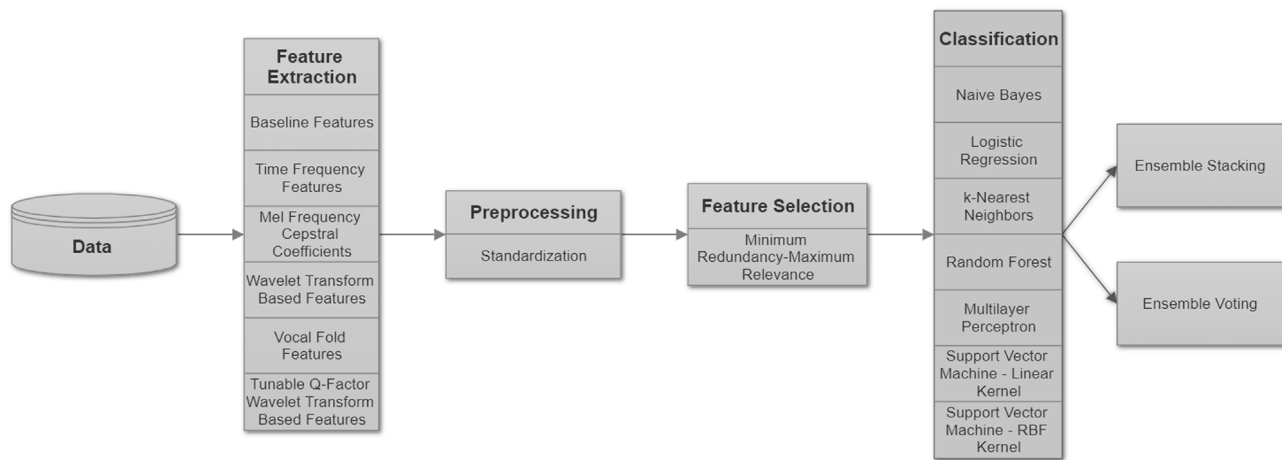 Data
Feature
Extraction
Baseline Features
Time Frequency
Features
Mel Frequency
Cepstral
Coefficients
Wavelet Transform
Based Features
Vocal Fold
Features
Tunable Q-Factor
Wavelet Transform
Based Features
Preprocessing
Standardization
Feature Selection
Minimum
Redundancy-Maximum
Relevance
Classification
Naive Bayes
Logistic
Regression
k-Nearest
Neighbors
Random Forest
Multilayer
Perceptron
Support Vector
Machine - Linear
Kernel
Support Vector
Machine - RBF
Kernel
Ensemble Stacking
Ensemble Voting